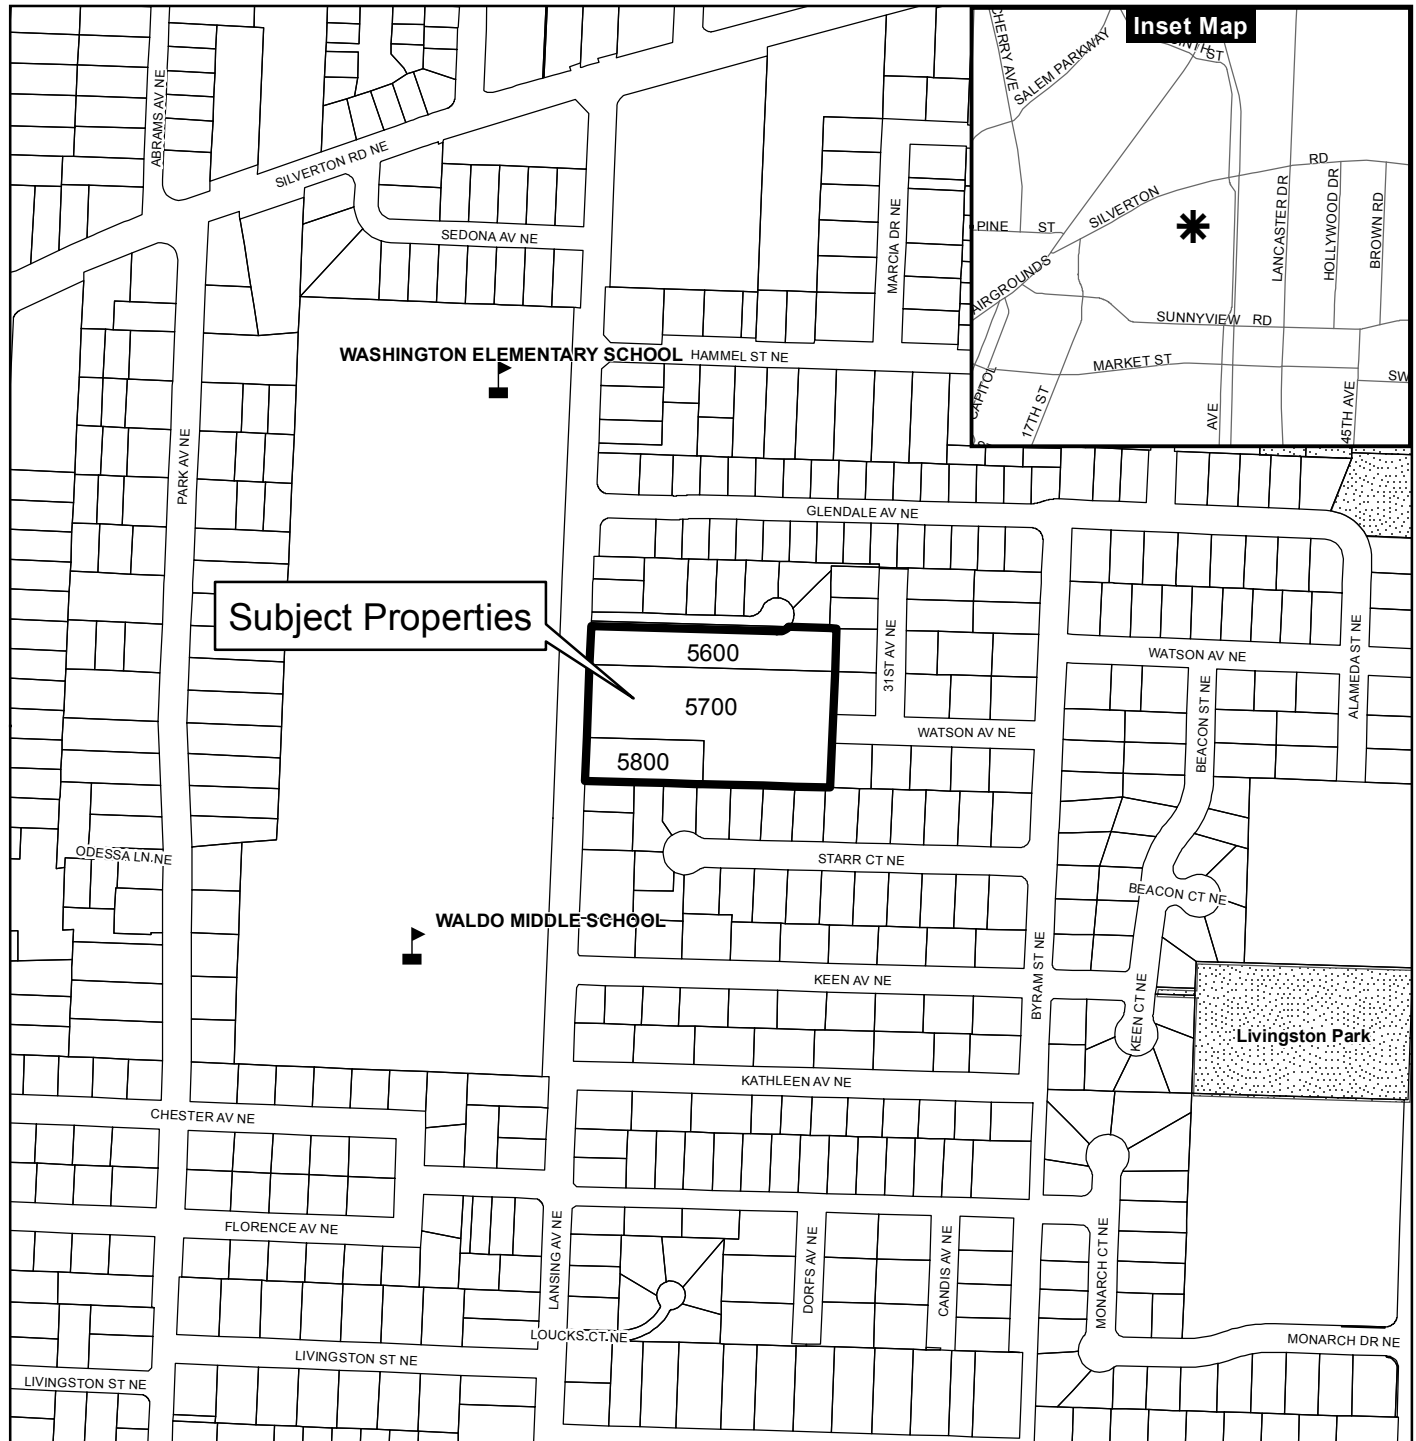 Inset Map
CHERRY AVE
SALEM PARKWAY
ST
RD
SILVERTON
PINE ST
LANCASTER DR
HOLLYWOOD DR
BROWN RD
AIRGROUNDS
SUNNYVIEW RD
MARKET ST
CAPITOL
17TH ST
AVE
45TH AVE
SW
ABRAMS AV NE
SILVERTON RD NE
SEDONA AV NE
MARCIA DR NE
WASHINGTON ELEMENTARY SCHOOL
HAMMEL ST NE
PARK AV NE
GLENDALE AV NE
Subject Properties
5600
5700
5800
31ST AV NE
WATSON AV NE
WATSON AV NE
ALAMEDA ST NE
BEACON ST NE
ODESSA LN NE
STARR CT NE
BEACON CT NE
WALDO MIDDLE SCHOOL
KEEN AV NE
BYRAM ST NE
KEEN CT NE
Livingston Park
KATHLEEN AV NE
CHESTER AV NE
FLORENCE AV NE
LANSING AV NE
DORFS AV NE
CANDIS AV NE
MONARCH CT NE
LOUCKS CT NE
MONARCH DR NE
LIVINGSTON ST NE
LIVINGSTON ST NE